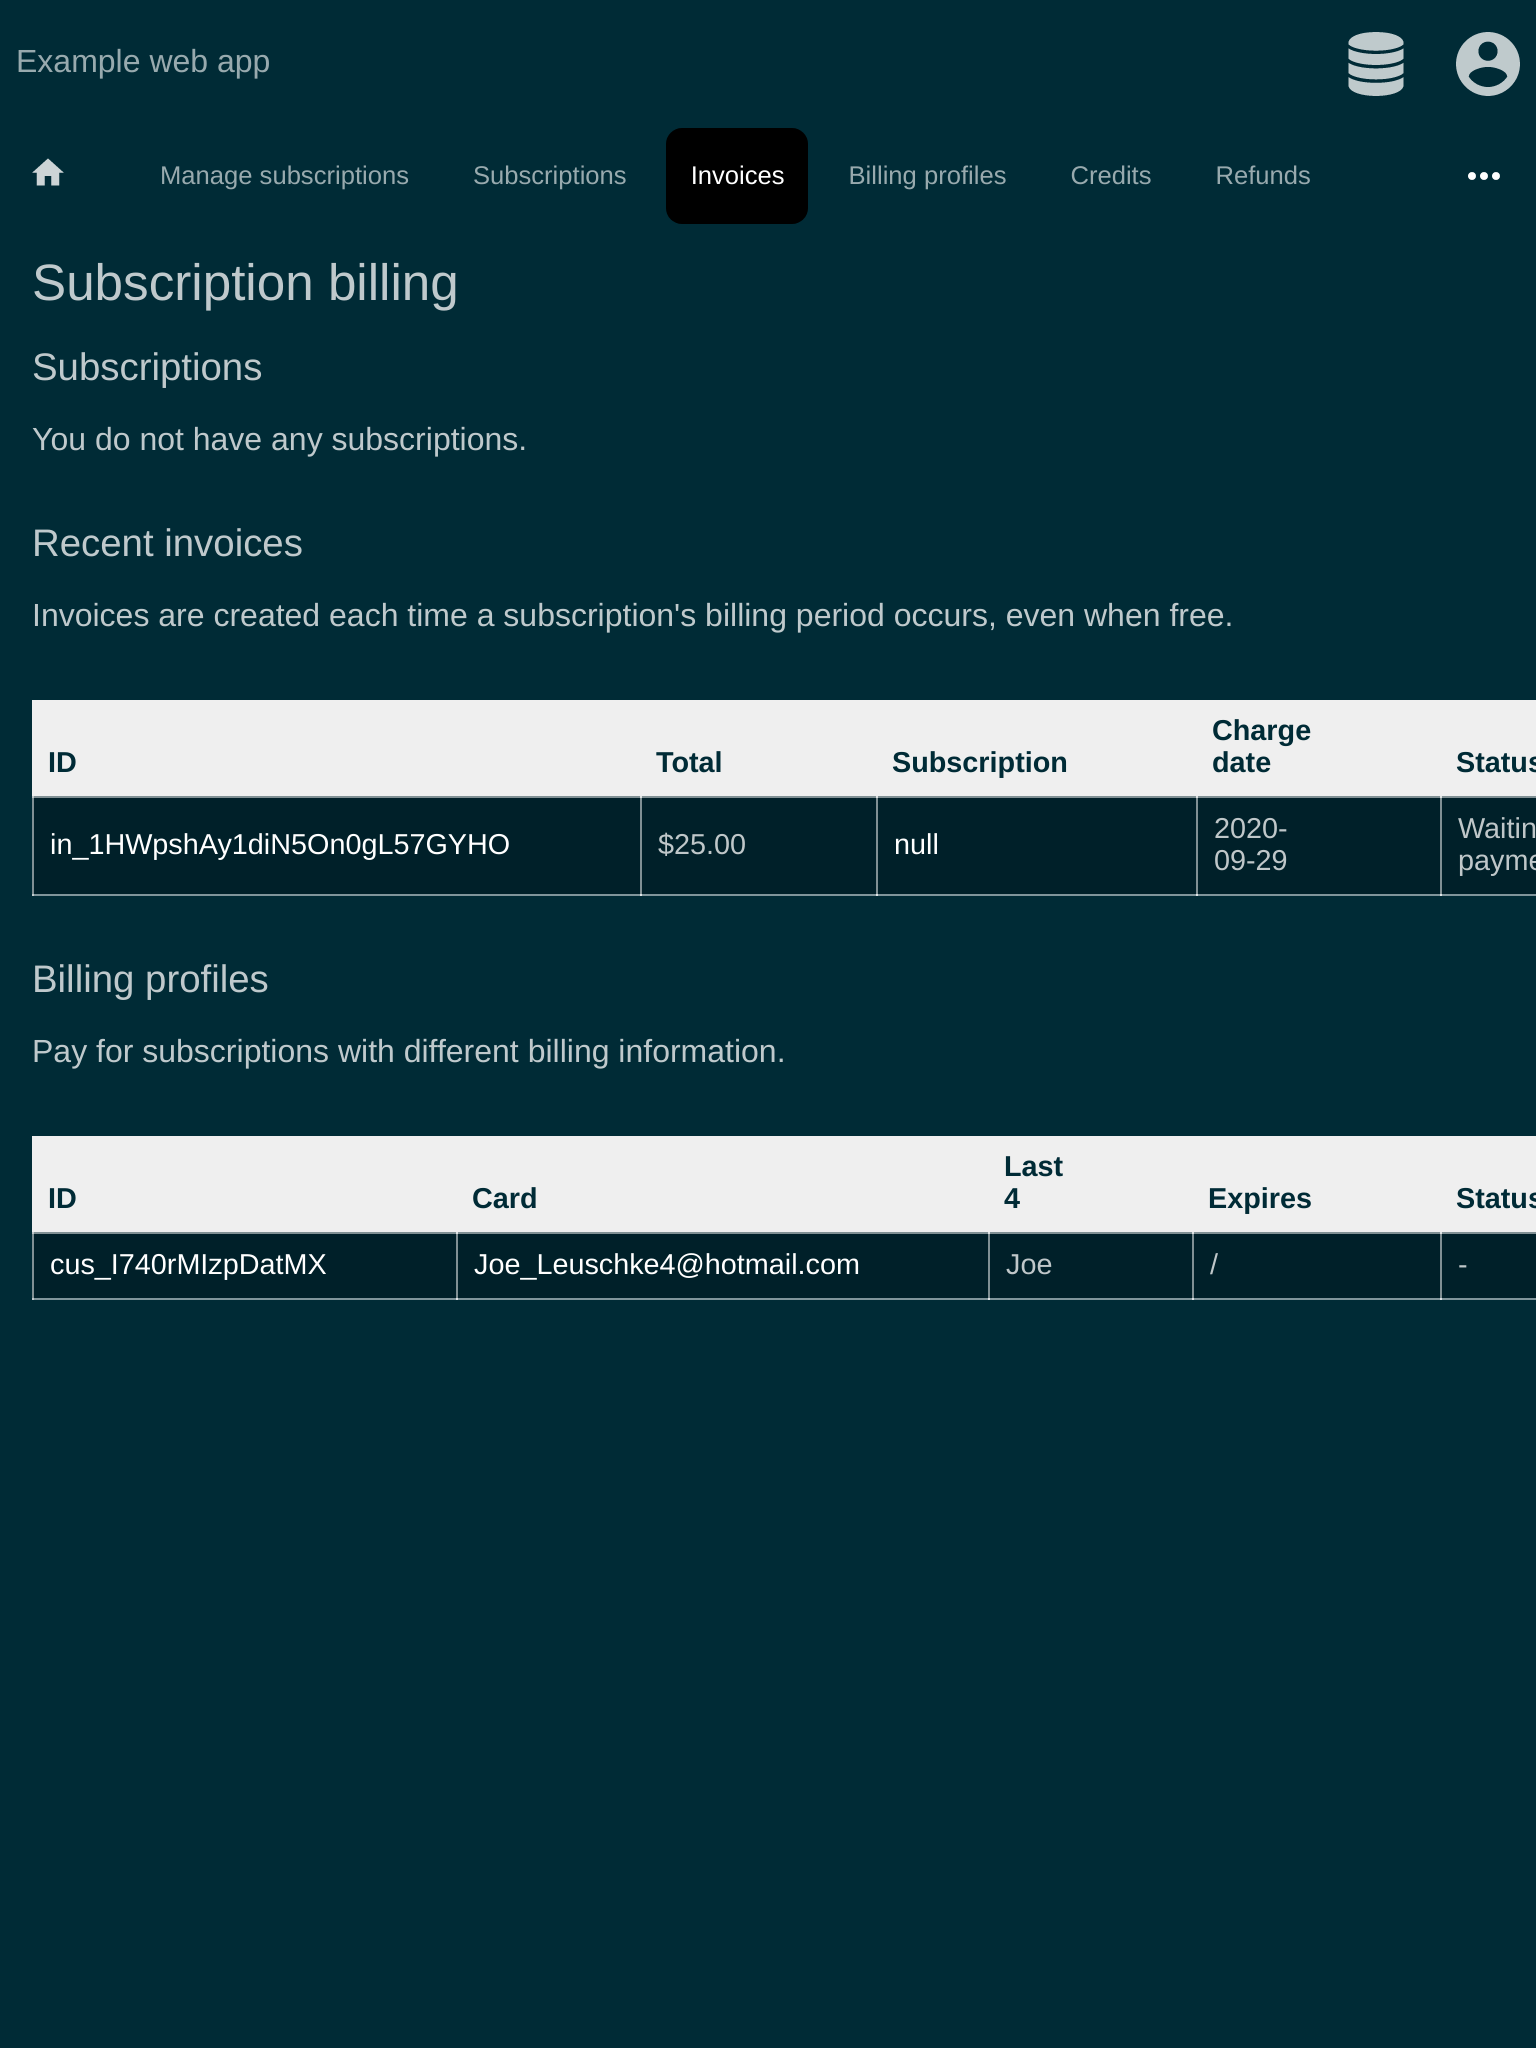 Example web app
Manage subscriptions Subscriptions Invoices Billing profiles Credits Refunds
Subscription billing
Subscriptions
You do not have any subscriptions.
Recent invoices
Invoices are created each time a subscription's billing period occurs, even when free.
ID Total Subscription Charge date Status
in_1HWpshAy1diN5On0gL57GYHO $25.00 null 2020-09-29 Waitin payme
Billing profiles
Pay for subscriptions with different billing information.
ID Card Last 4 Expires Status
cus_I740rMIzpDatMX Joe_Leuschke4@hotmail.com Joe / -